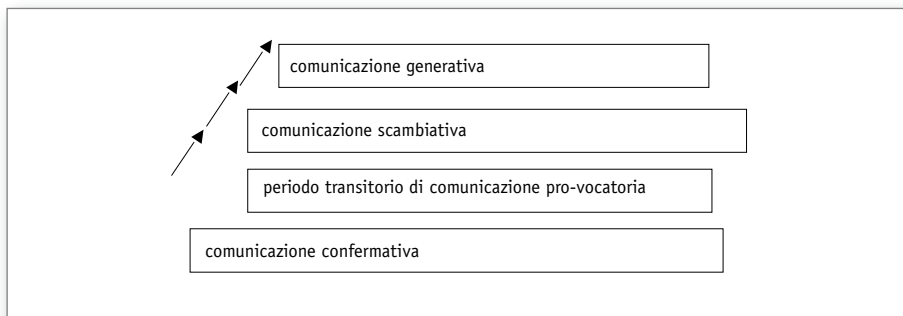 comunicazione generativa
comunicazione scambiativa
periodo transitorio di comunicazione pro-vocatoria
comunicazione confermativa